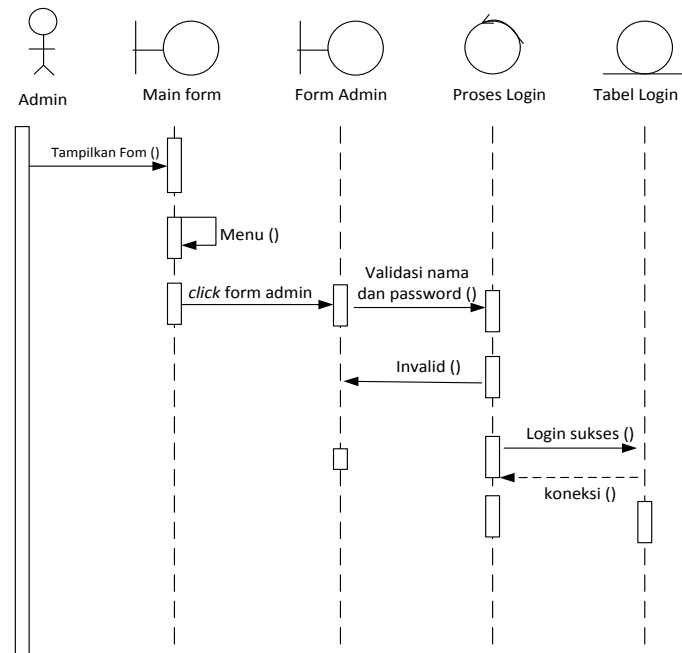 Admin
Main form
Form Admin
Proses Login
Tabel Login
Tampilkan Fom ()
Menu ()
click form admin
Validasi nama
dan password ()
Invalid ()
Login sukses ()
koneksi ()